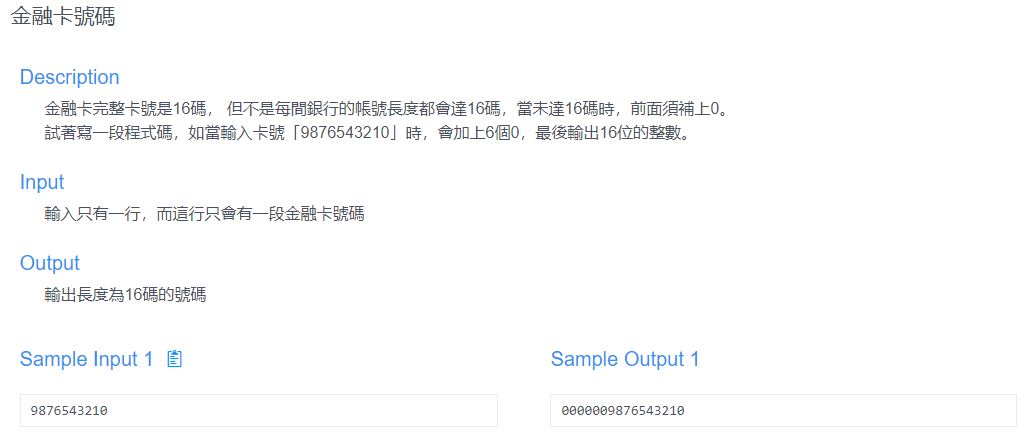 金融卡號碼
Description
金融卡完整卡號是16碼， 但不是每間銀行的帳號長度都會達16碼，當未達16碼時，前面須補上0。
試著寫一段程式碼，如當輸入卡號「9876543210」時，會加上6個0，最後輸出16位的整數。
Input
輸入只有一行，而這行只會有一段金融卡號碼
Output
輸出長度為16碼的號碼
Sample Input 1
Sample Output 1
9876543210
0000009876543210